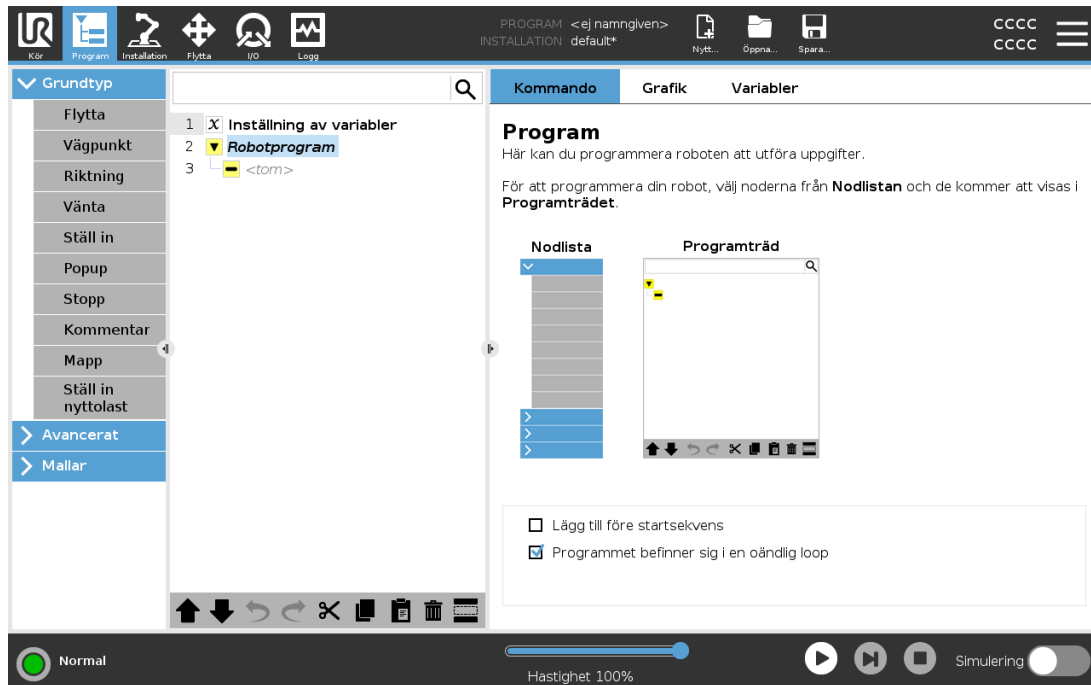 UR
Kör
Program
Installation
Flytta
I/O
Logg
PROGRAM <ej namngiven>
INSTALLATION default*
Nytt...
Öppna...
Spara...
CCCC
CCCC
Grundtyp
Flytta
Vägpunkt
Riktning
Vänta
Ställ in
Popup
Stopp
Kommentar
Mapp
Ställ in
nyttolast
Avancerat
Mallar
1 X Inställning av variabler
2 Robotprogram
3 <tom>
Kommando Grafik Variabler
Program
Här kan du programmera roboten att utföra uppgifter.
För att programmera din robot, välj noderna från Nodlistan och de kommer att visas i
Programträdet.
Nodlista
Programträd
Lägg till före startsekvens
Programmet befinner sig i en oändlig loop
Normal
Hastighet 100%
Simulering